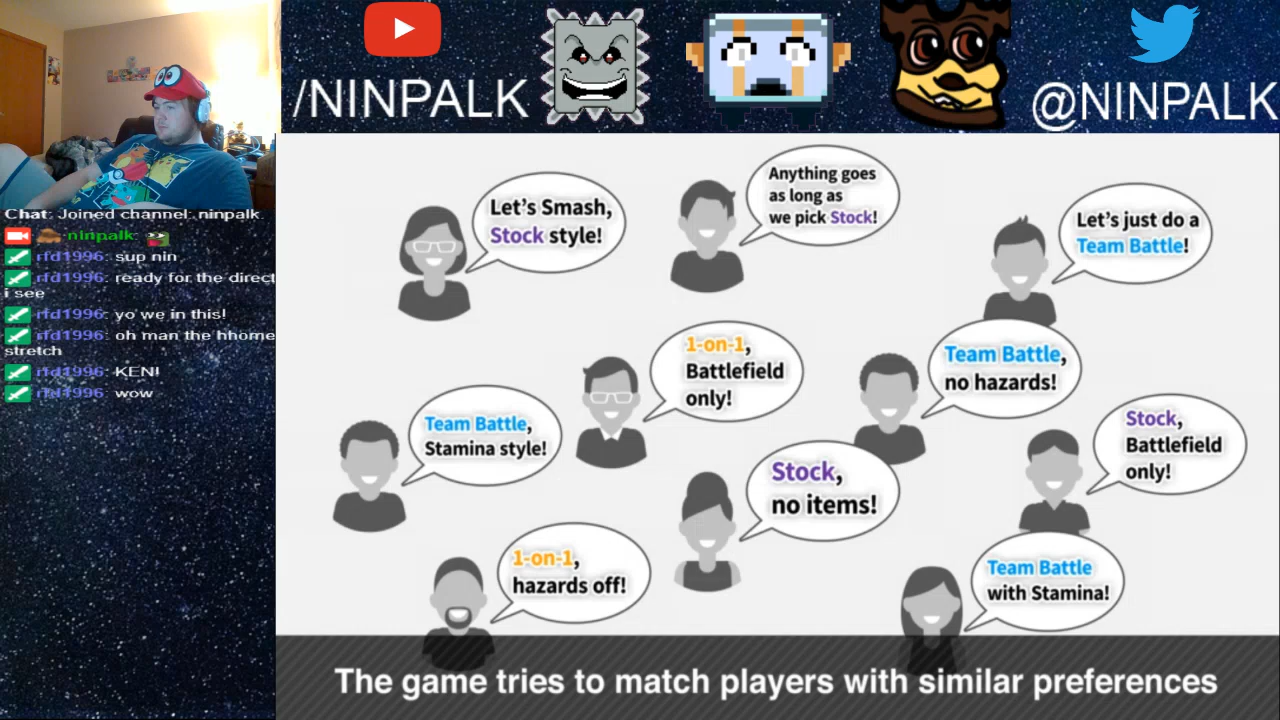 /NINPALK
@NINPALK
Chat: Joined channel: ninpalk
ninpalk:
rfd1996: sup nin
rfd1996: ready for the direct
i see
rfd1996: yo we in this!
rfd1996: oh man the hhome
stretch
rfd1996: KEN!
rfd1996: wow
Let's Smash,
Stock style!
Anything goes
as long as
we pick Stock!
Let's just do a
Team Battle!
1-on-1,
Battlefield
only!
Team Battle,
no hazards!
Team Battle,
Stamina style!
Stock,
no items!
Stock,
Battlefield
only!
1-on-1,
hazards off!
Team Battle
with Stamina!
The game tries to match players with similar preferences